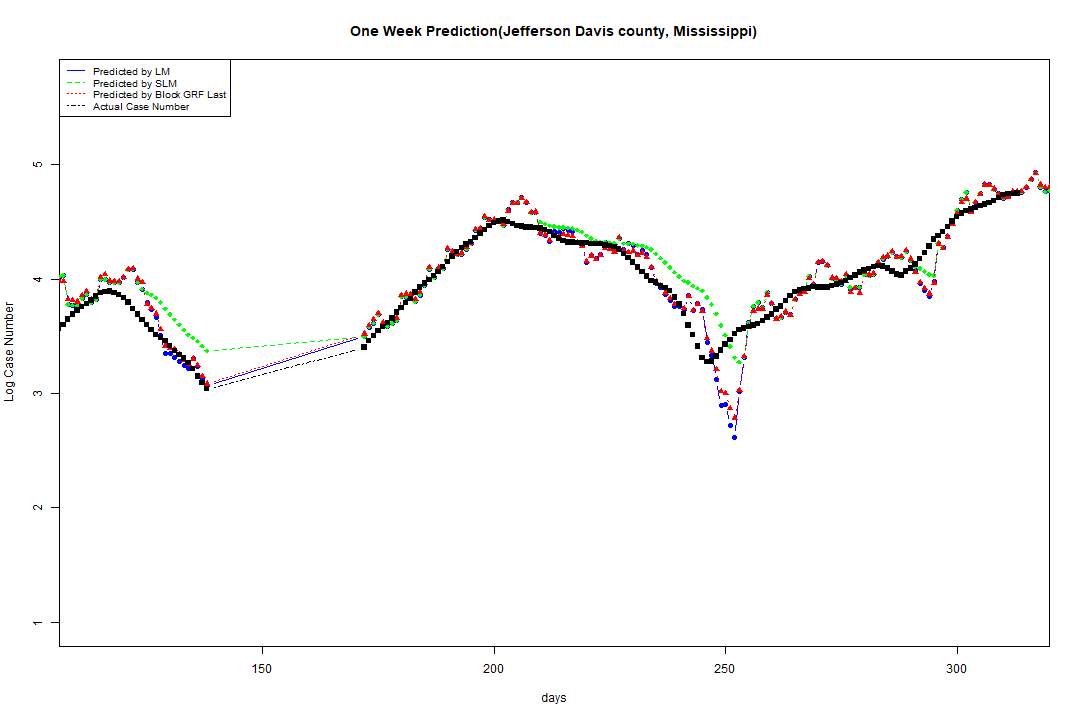 One Week Prediction(Jefferson Davis county, Mississippi)
Predicted by LM
Predicted by SLM
Predicted by Block GRF Last
Actual Case Number
5
4
3
2
1
Log Case Number
150 200 250 300
days